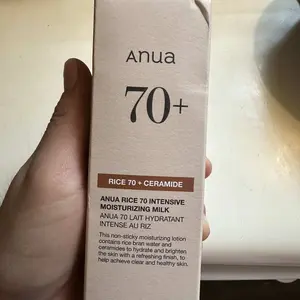 Anua
70+
RICE 70 + CERAMIDE
ANUA RICE 70 INTENSIVE
MOISTURIZING MILK
ANUA 70 LAIT HYDRATANT
INTENSE AU RIZ
This non-sticky moisturizing lotion
contains rice bran water and
ceramides to hydrate and brighten
the skin with a refreshing finish, to
help achieve clear and healthy skin.